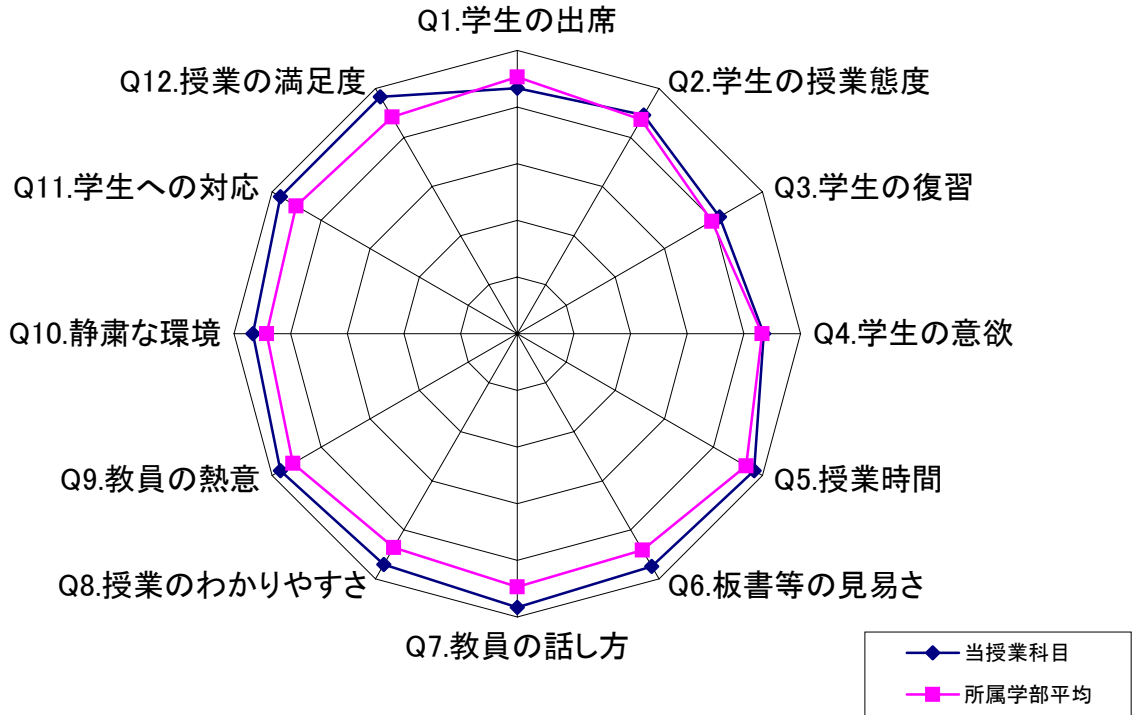 Q1.学生の出席
Q2.学生の授業態度
Q3.学生の復習
Q4.学生の意欲
Q5.授業時間
Q6.板書等の見易さ
Q7.教員の話し方
Q8.授業のわかりやすさ
Q9.教員の熱意
Q10.静粛な環境
Q11.学生への対応
Q12.授業の満足度
当授業科目
所属学部平均